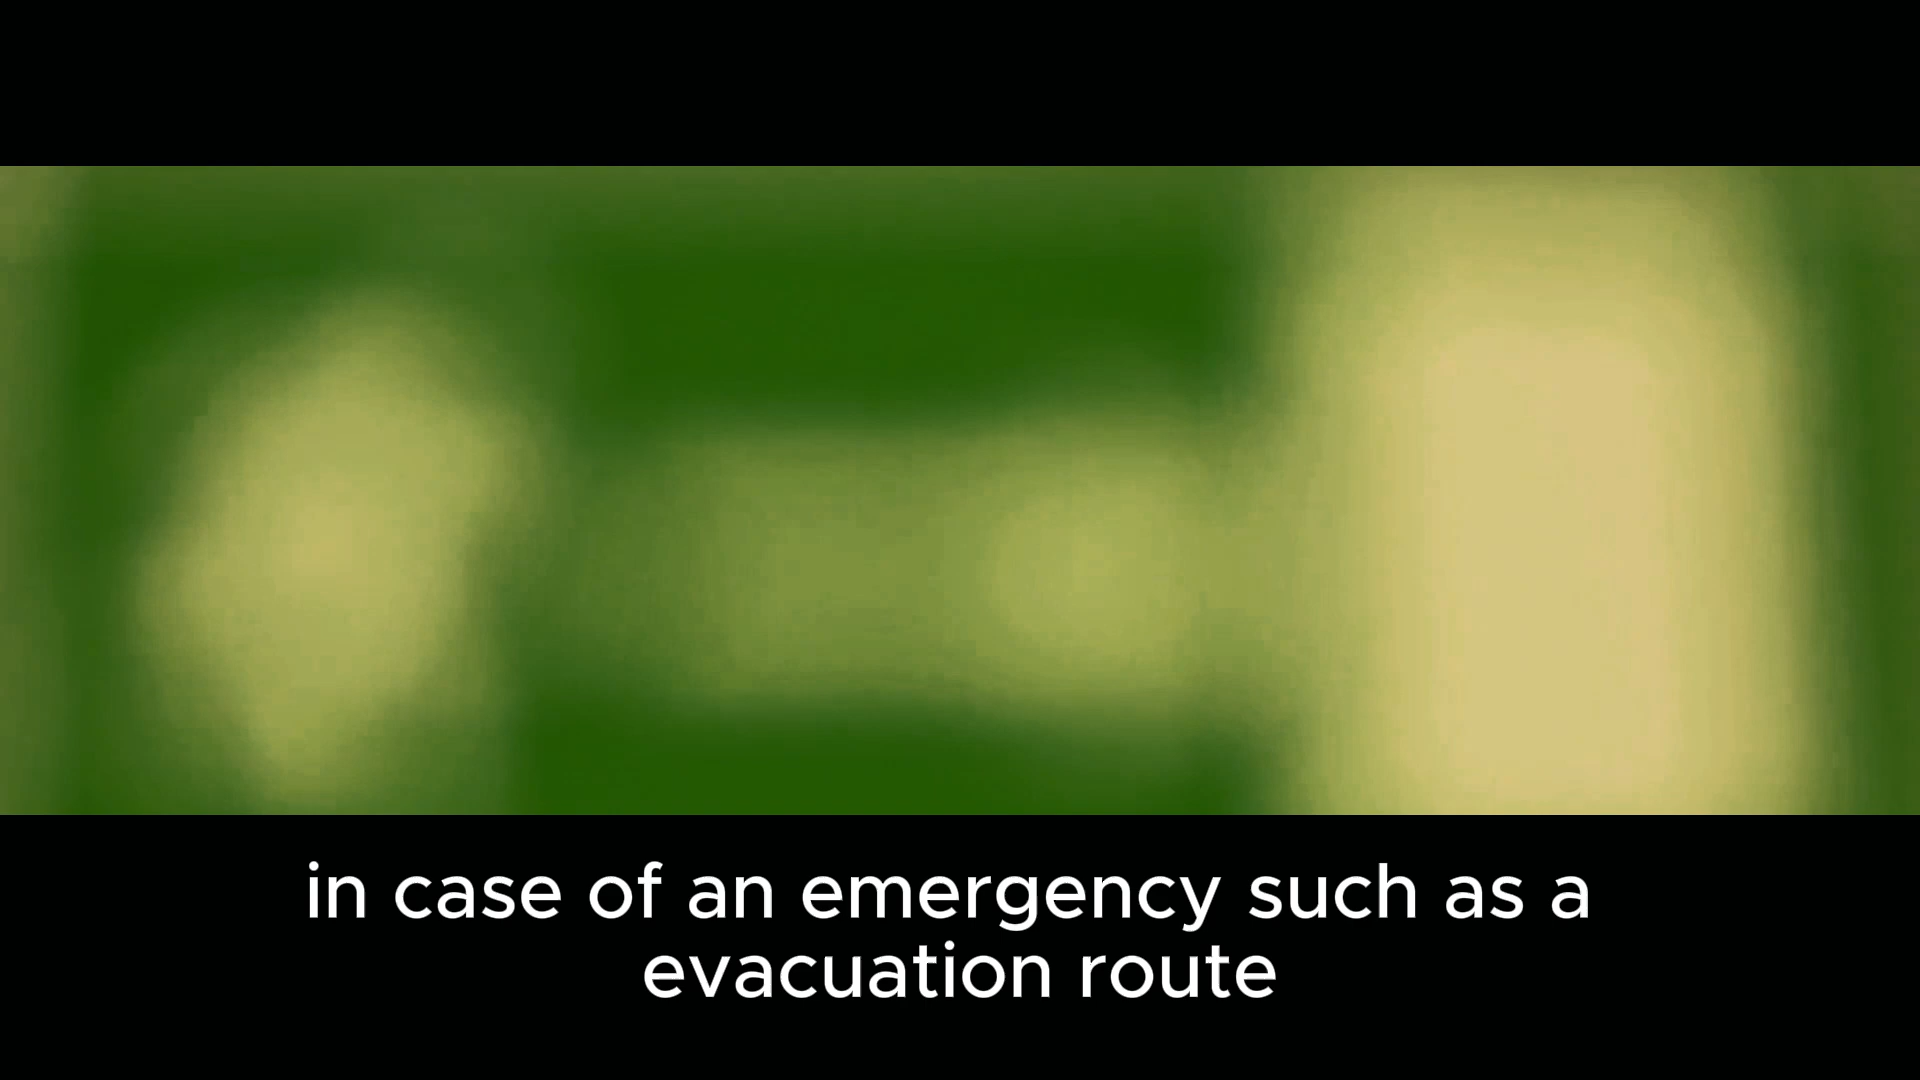 in case of an emergency such as a
evacuation route